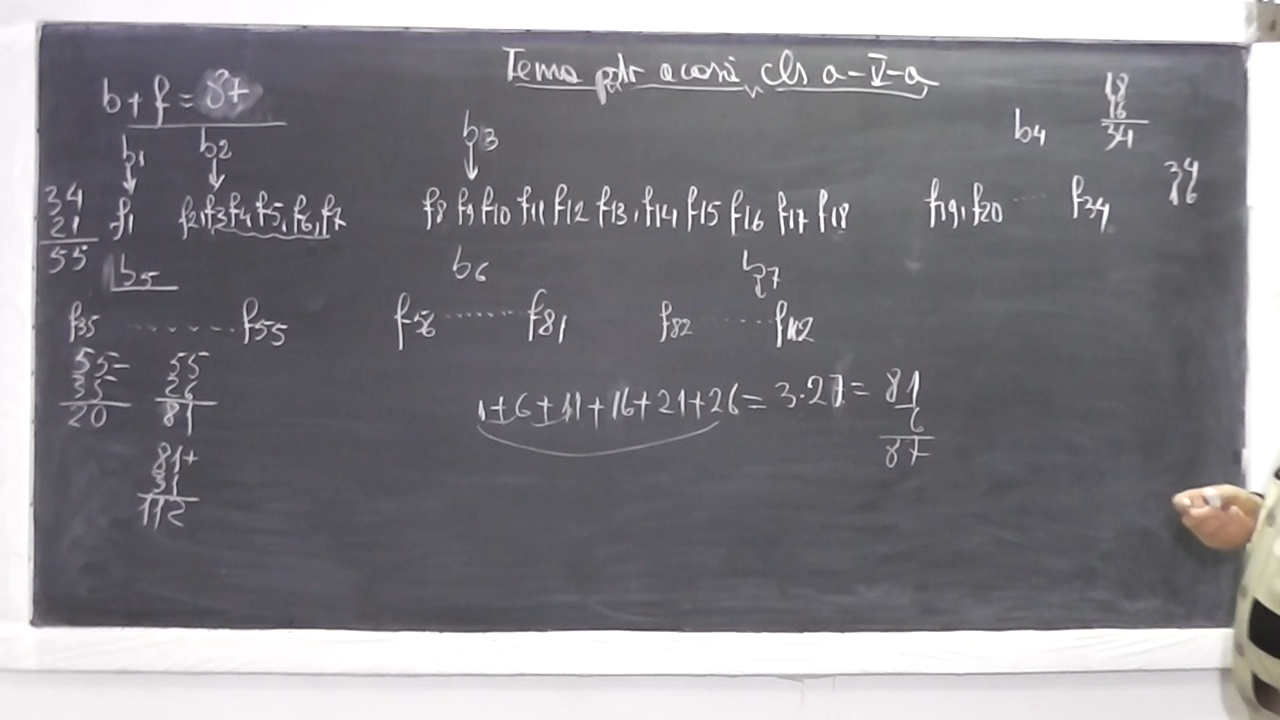 Tema ptr acasă cls a-V-a
b+f = 87
18
16
34
b1 b2 b3 b4
34
21
55
f1 f2, f3 f4 f5, f6, f7 f8 f9 f10 f11 f12 f13, f14 f15 f16 f17 f18 f19, f20 ..... f34
34
16
b5 b6 b7
f35 ........ f55 f56 ....... f81 f82 ..... f112
55-
35
20
55
26
81
1+6+11+16+21+26 = 3·27 = 81
6
87
81+
31
112